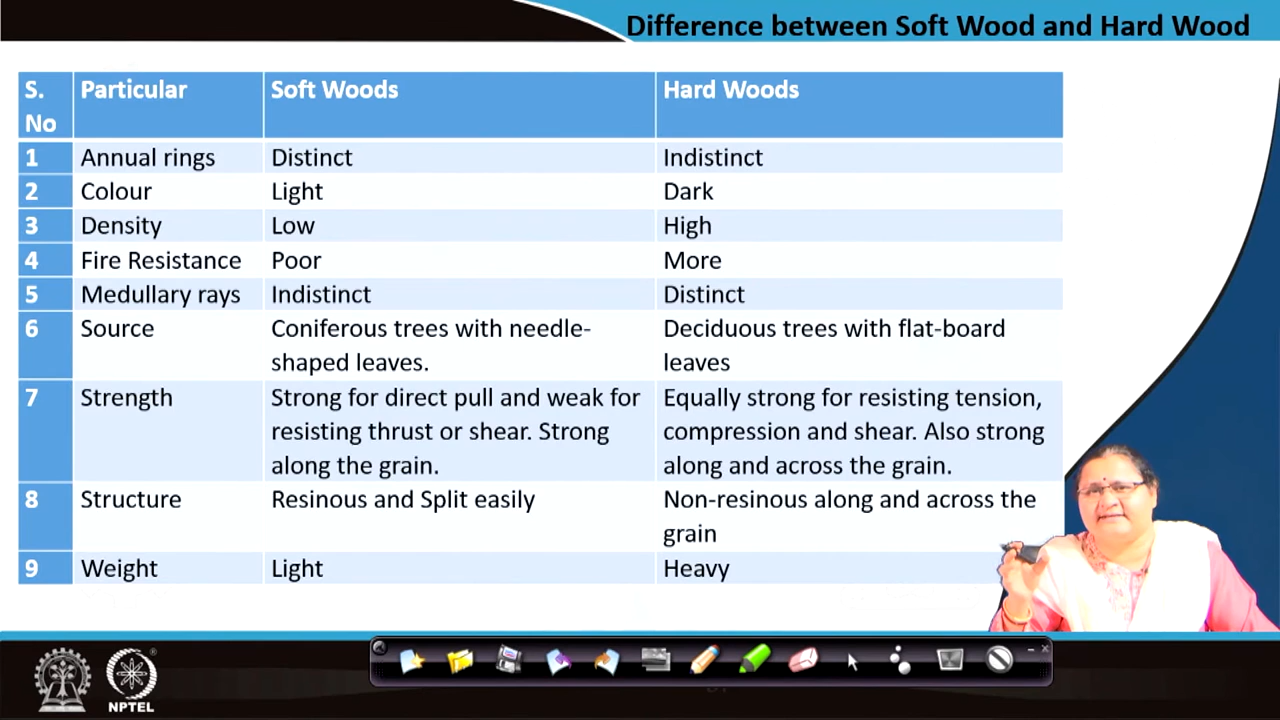 Difference between Soft Wood and Hard Wood
S. No Particular Soft Woods Hard Woods
1 Annual rings Distinct Indistinct
2 Colour Light Dark
3 Density Low High
4 Fire Resistance Poor More
5 Medullary rays Indistinct Distinct
6 Source Coniferous trees with needle- Deciduous trees with flat-board
shaped leaves. leaves
7 Strength Strong for direct pull and weak for Equally strong for resisting tension,
resisting thrust or shear. Strong compression and shear. Also strong
along the grain. along and across the grain.
8 Structure Resinous and Split easily Non-resinous along and across the
grain
9 Weight Light Heavy
NPTEL